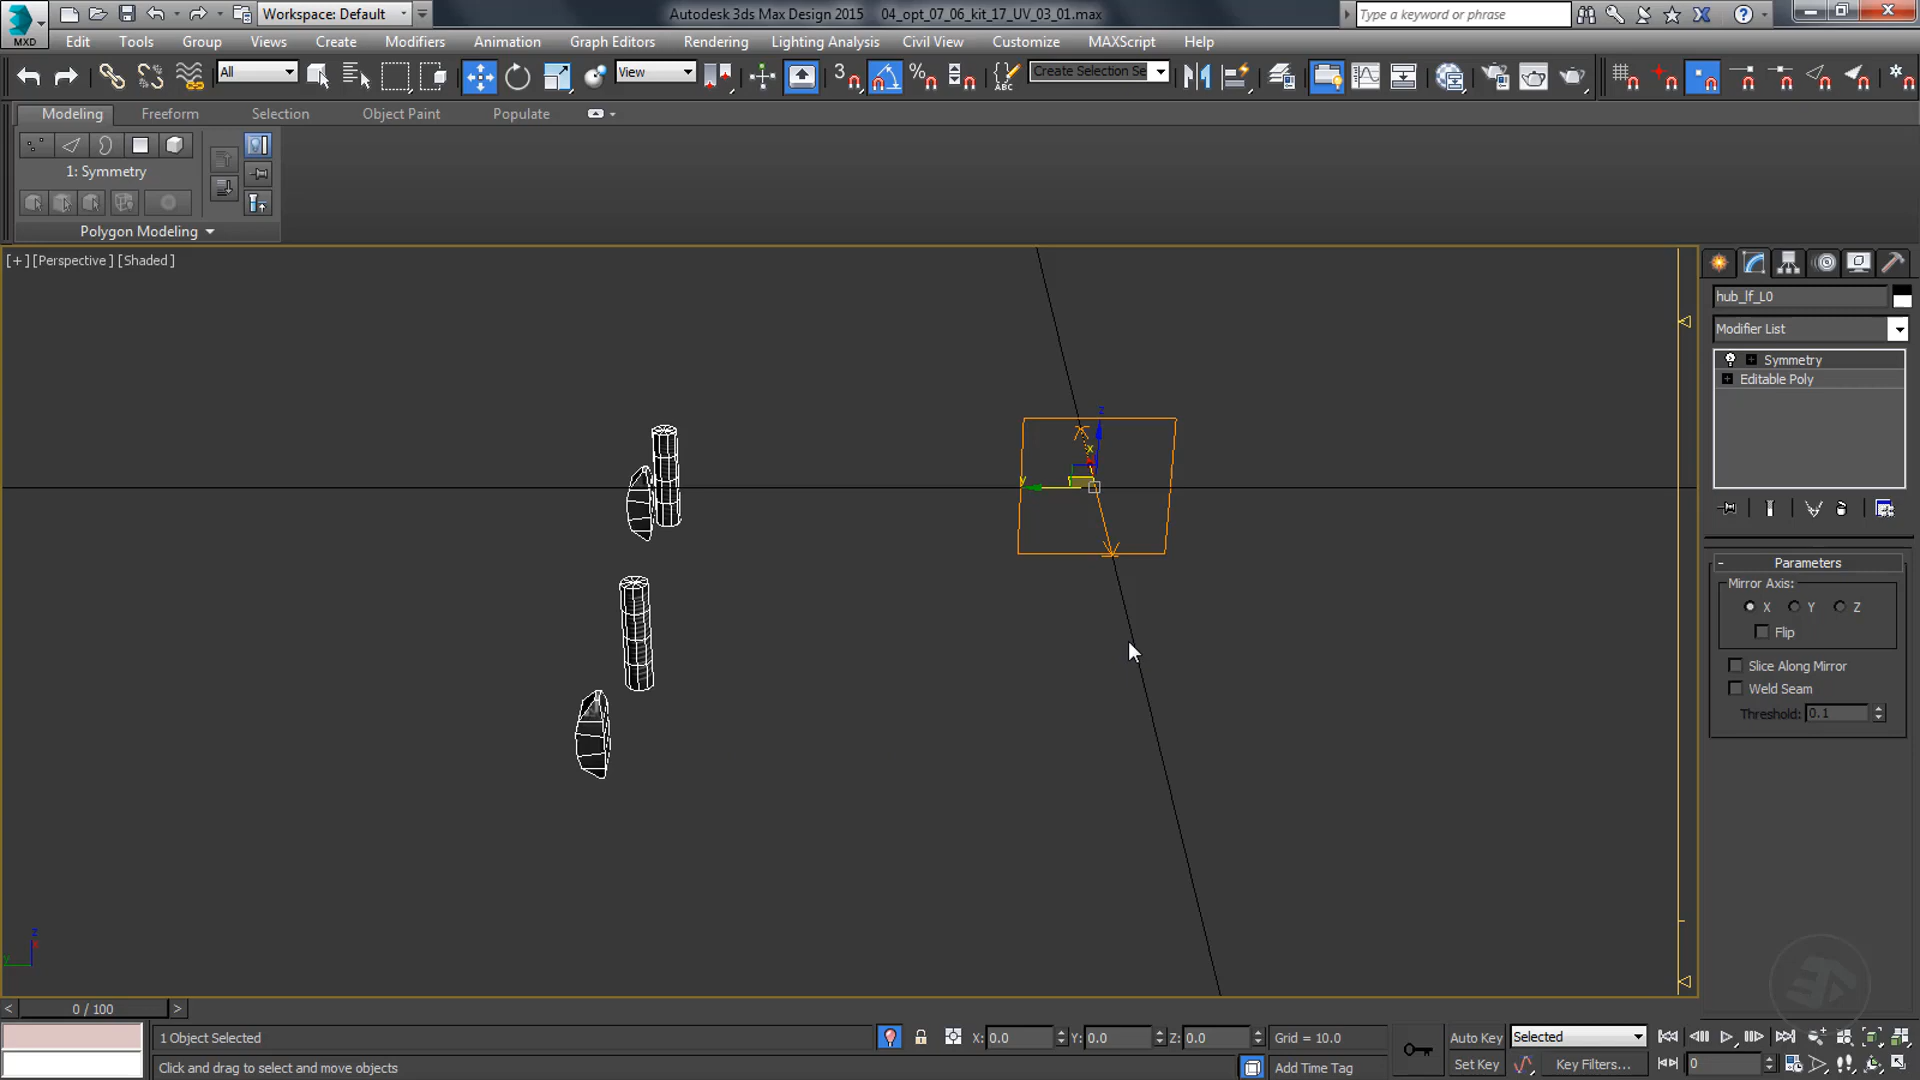 MXD
Workspace: Default
Autodesk 3ds Max Design 2015    04_opt_07_06_kit_17_UV_03_01.max
Type a keyword or phrase
Edit Tools Group Views Create Modifiers Animation Graph Editors Rendering Lighting Analysis Civil View Customize MAXScript Help
All
View
3
ABC
Create Selection Se
Modeling Freeform Selection Object Paint Populate
1: Symmetry
Polygon Modeling
[+] [Perspective] [Shaded]
hub_lf_L0
Modifier List
Symmetry
Editable Poly
z
x
y
- Parameters
Mirror Axis:
X Y Z
Flip
Slice Along Mirror
Weld Seam
Threshold: 0.1
z
x
y
< 0 / 100 >
1 Object Selected
X: 0.0 Y: 0.0 Z: 0.0
Grid = 10.0
Auto Key Selected
Click and drag to select and move objects
Add Time Tag
Set Key Key Filters...
0